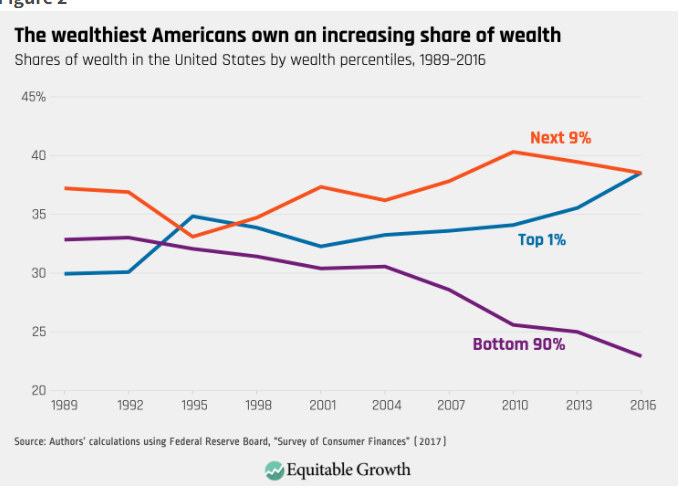 Figure 2
The wealthiest Americans own an increasing share of wealth
Shares of wealth in the United States by wealth percentiles, 1989-2016
45%
Next 9%
40
35
Top 1%
30
25
Bottom 90%
20
1989 1992 1995 1998 2001 2004 2007 2010 2013 2016
Source: Authors' calculations using Federal Reserve Board, "Survey of Consumer Finances" (2017)
Equitable Growth